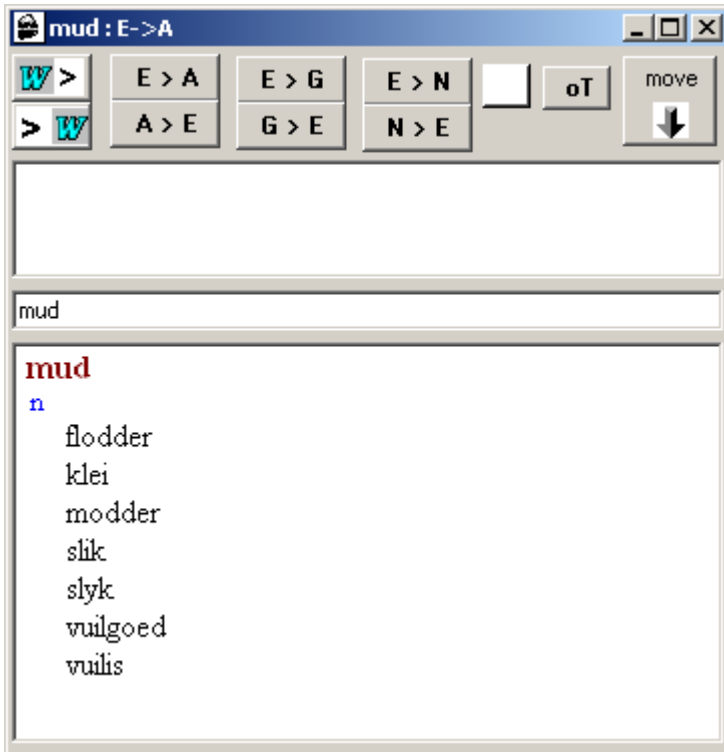 mud : E->A
W > E > A E > G E > N oT move
> W A > E G > E N > E
mud
mud
n
flodder
klei
modder
slik
slyk
vuilgoed
vuilis